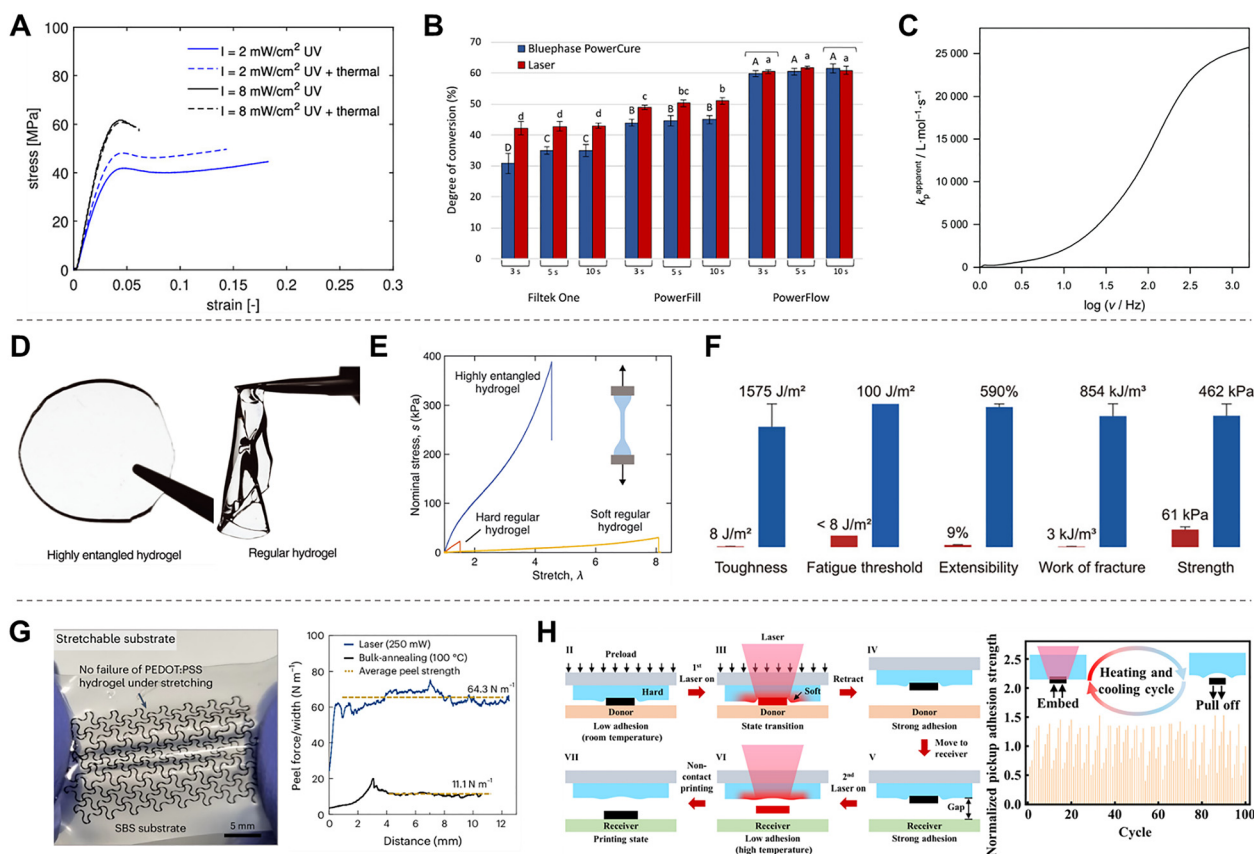 A
stress [MPa]
100
80
60
40
20
0
I = 2 mW/cm² UV
I = 2 mW/cm² UV + thermal
I = 8 mW/cm² UV
I = 8 mW/cm² UV + thermal
0 0.05 0.1 0.15 0.2 0.25 0.3
strain [-]
B
Degree of conversion (%)
70
60
50
40
30
20
10
0
Bluephase PowerCure
Laser
D d C d C d B c B bc B b A a A a A a
3 s 5 s 10 s 3 s 5 s 10 s 3 s 5 s 10 s
Filtek One PowerFill PowerFlow
C
kₚ^apparent / L·mol⁻¹·s⁻¹
25 000
20 000
15 000
10 000
5 000
0
0.0 0.5 1.0 1.5 2.0 2.5 3.0
log (ν / Hz)
D
Highly entangled hydrogel
Regular hydrogel
E
Nominal stress, s (kPa)
400
300
200
100
0
Highly entangled
hydrogel
Hard regular
hydrogel
Soft regular
hydrogel
2 4 6 8
Stretch, λ
F
1575 J/m² 100 J/m² 590% 854 kJ/m³ 462 kPa
8 J/m² < 8 J/m² 9% 3 kJ/m³ 61 kPa
Toughness Fatigue threshold Extensibility Work of fracture Strength
G
Stretchable substrate
No failure of PEDOT:PSS
hydrogel under stretching
SBS substrate
5 mm
Peel force/width (N m⁻¹)
100
80
60
40
20
0
Laser (250 mW)
Bulk-annealing (100 °C)
Average peel strength
64.3 N m⁻¹
11.1 N m⁻¹
0 2 4 6 8 10 12
Distance (mm)
H
II
Preload
Hard
Donor
Low adhesion
(room temperature)
1st
Laser on
III
Laser
Soft
Donor
State transition
Retract
IV
Donor
Strong adhesion
Move to
receiver
V
Gap
Receiver
Strong adhesion
2nd
Laser on
VI
Receiver
Low adhesion
(high temperature)
Non-
contact
printing
VII
Receiver
Printing state
Normalized pickup adhesion strength
2.5
2.0
1.5
1.0
0.5
0.0
Embed
Heating and
cooling cycle
Pull off
0 20 40 60 80 100
Cycle